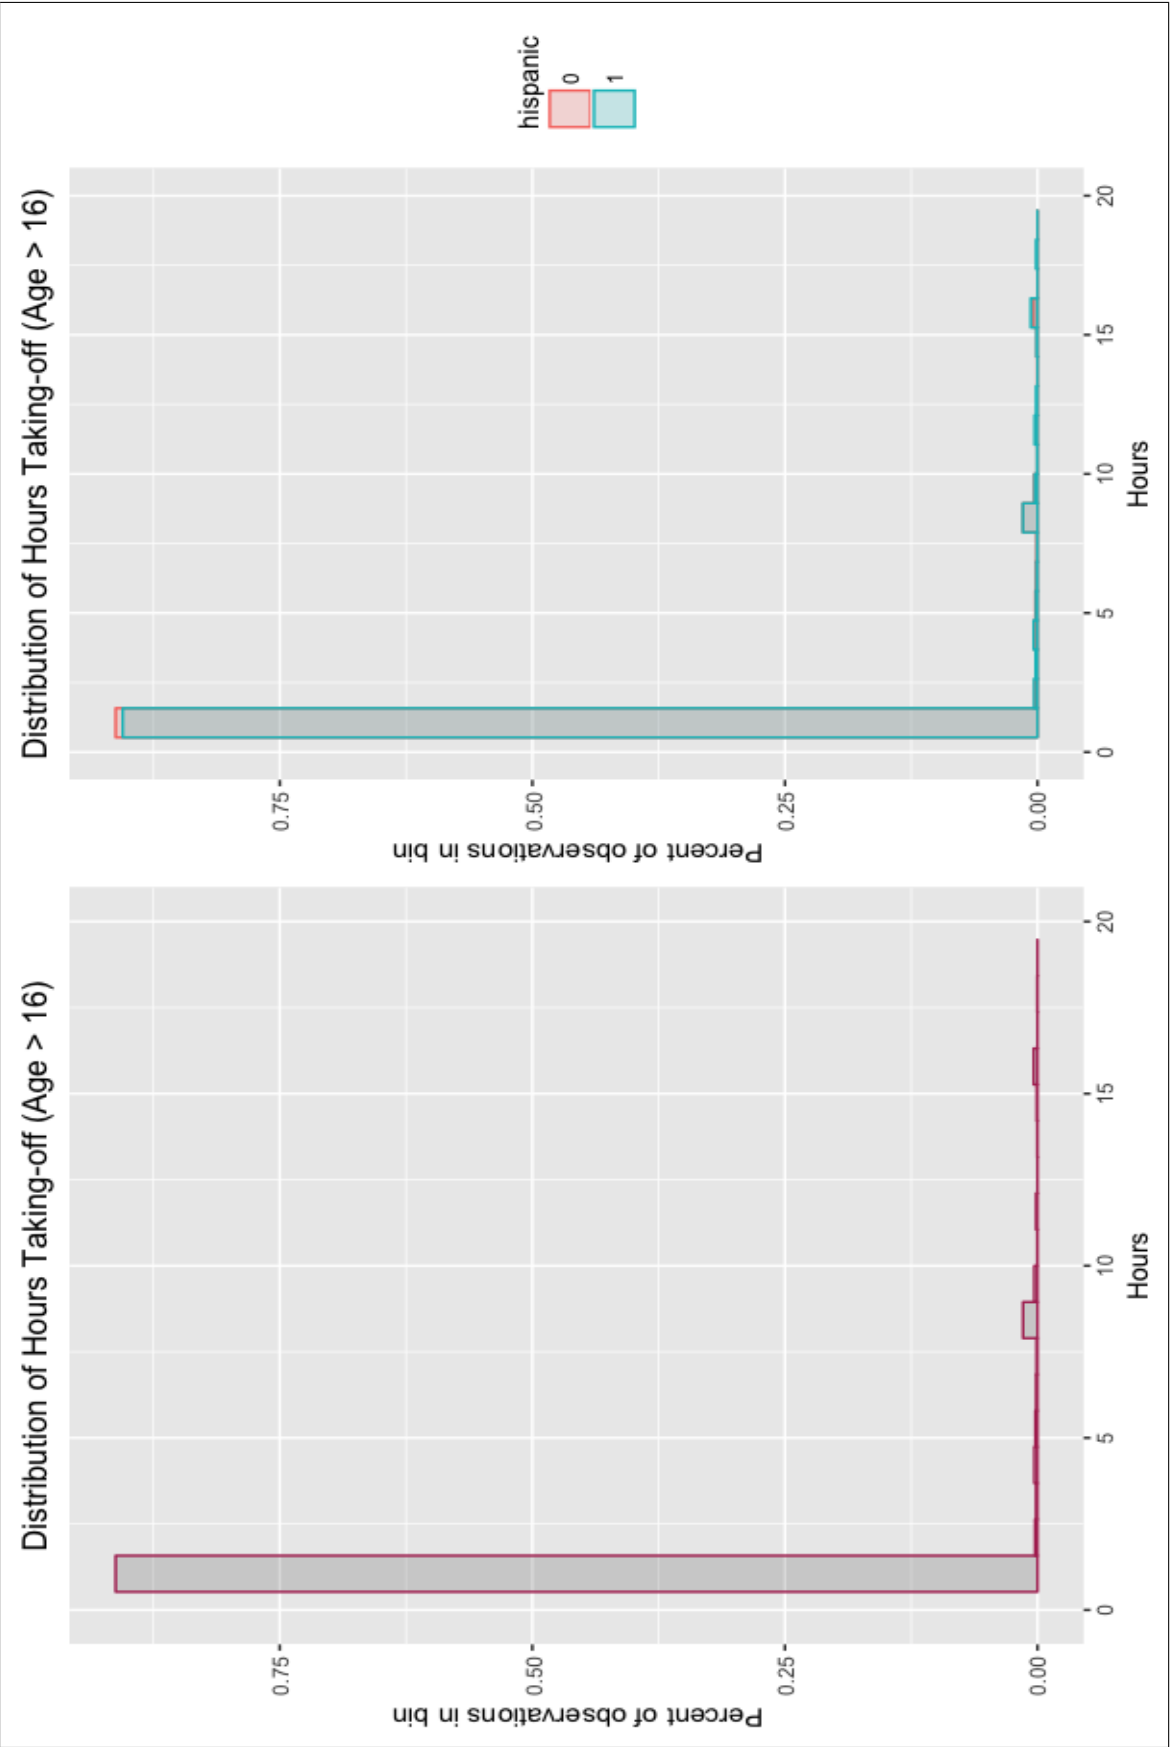 Distribution of Hours Taking-off (Age > 16)
Percent of observations in bin
0.75
0.50
0.25
0.00
0
5
10
15
20
Hours
Distribution of Hours Taking-off (Age > 16)
Percent of observations in bin
0.75
0.50
0.25
0.00
0
5
10
15
20
Hours
hispanic
0
1